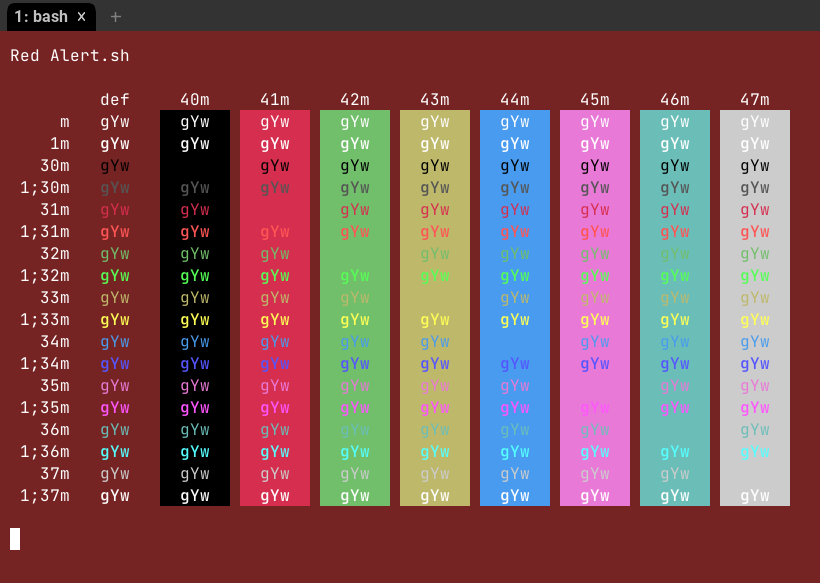 1: bash × +
Red Alert.sh
def 40m 41m 42m 43m 44m 45m 46m 47m
m gYw gYw gYw gYw gYw gYw gYw gYw gYw
1m gYw gYw gYw gYw gYw gYw gYw gYw gYw
30m gYw gYw gYw gYw gYw gYw gYw gYw
1;30m gYw gYw gYw gYw gYw gYw gYw gYw gYw
31m gYw gYw gYw gYw gYw gYw gYw gYw
1;31m gYw gYw gYw gYw gYw gYw gYw gYw gYw
32m gYw gYw gYw gYw gYw gYw gYw gYw
1;32m gYw gYw gYw gYw gYw gYw gYw gYw gYw
33m gYw gYw gYw gYw gYw gYw gYw gYw
1;33m gYw gYw gYw gYw gYw gYw gYw gYw gYw
34m gYw gYw gYw gYw gYw gYw gYw gYw
1;34m gYw gYw gYw gYw gYw gYw gYw gYw gYw
35m gYw gYw gYw gYw gYw gYw gYw gYw
1;35m gYw gYw gYw gYw gYw gYw gYw gYw gYw
36m gYw gYw gYw gYw gYw gYw gYw gYw
1;36m gYw gYw gYw gYw gYw gYw gYw gYw gYw
37m gYw gYw gYw gYw gYw gYw gYw gYw
1;37m gYw gYw gYw gYw gYw gYw gYw gYw gYw